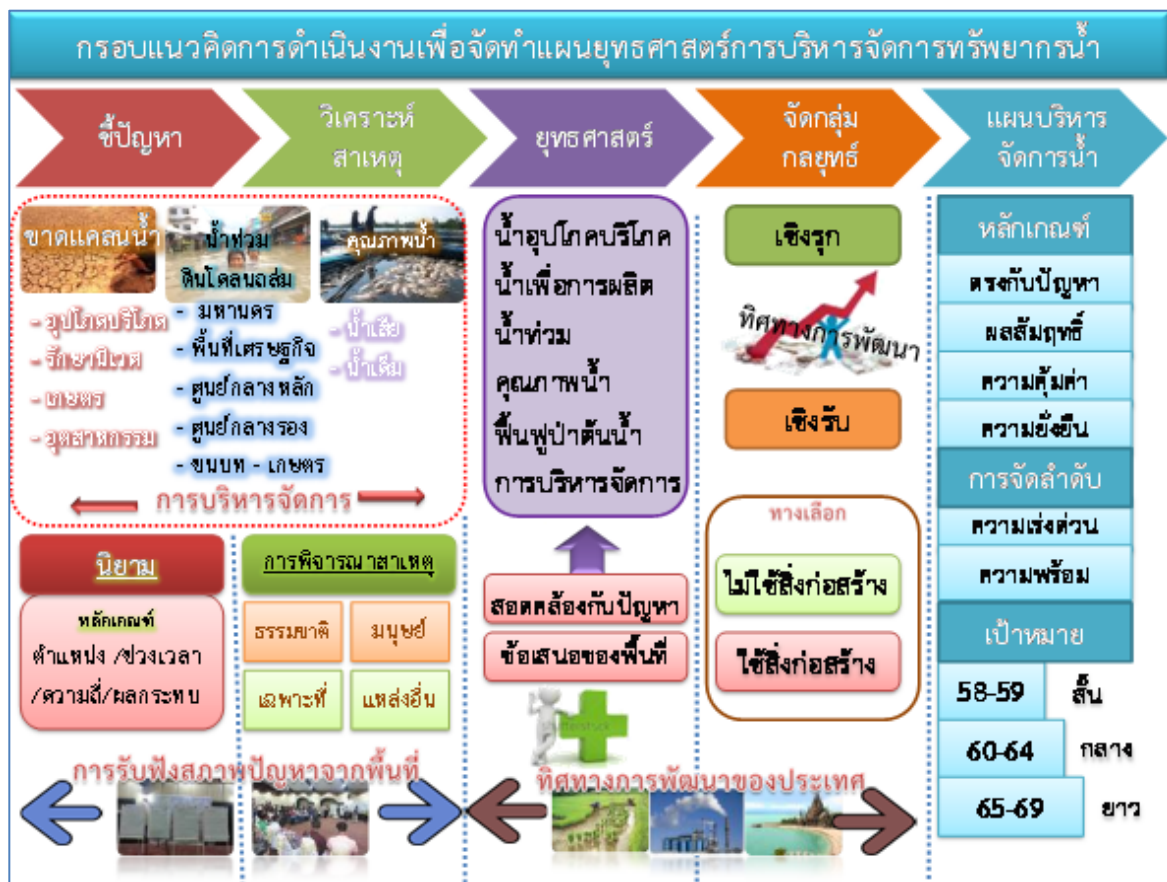 กรอบแนวคิดการดำเนินงานเพื่อจัดทำแผนยุทธศาสตร์การบริหารจัดการทรัพยากรน้ำ
ชี้ปัญหา
วิเคราะห์
สาเหตุ
ยุทธศาสตร์
จัดกลุ่ม
กลยุทธ์
แผนบริหาร
จัดการน้ำ
ขาดแคลนน้ำ
- อุปโภคบริโภค
- รักษานิเวศ
- เกษตร
- อุตสาหกรรม
น้ำท่วม
ดินโคลนถล่ม
- มหานคร
- พื้นที่เศรษฐกิจ
- ศูนย์กลางหลัก
- ศูนย์กลางรอง
- ชนบท - เกษตร
คุณภาพน้ำ
- น้ำเสีย
- น้ำเค็ม
การบริหารจัดการ
นิยาม
หลักเกณฑ์
ตำแหน่ง /ช่วงเวลา
/ความถี่/ผลกระทบ
การพิจารณาสาเหตุ
ธรรมชาติ
มนุษย์
เฉพาะที่
แหล่งอื่น
การรับฟังสภาพปัญหาจากพื้นที่
น้ำอุปโภคบริโภค
น้ำเพื่อการผลิต
น้ำท่วม
คุณภาพน้ำ
ฟื้นฟูป่าต้นน้ำ
การบริหารจัดการ
สอดคล้องกับปัญหา
ข้อเสนอของพื้นที่
shutterstock
ทิศทางการพัฒนาของประเทศ
เชิงรุก
ทิศทางการพัฒนา
เชิงรับ
ทางเลือก
ไม่ใช้สิ่งก่อสร้าง
ใช้สิ่งก่อสร้าง
หลักเกณฑ์
ตรงกับปัญหา
ผลสัมฤทธิ์
ความคุ้มค่า
ความยั่งยืน
การจัดลำดับ
ความเร่งด่วน
ความพร้อม
เป้าหมาย
58-59 สั้น
60-64 กลาง
65-69 ยาว